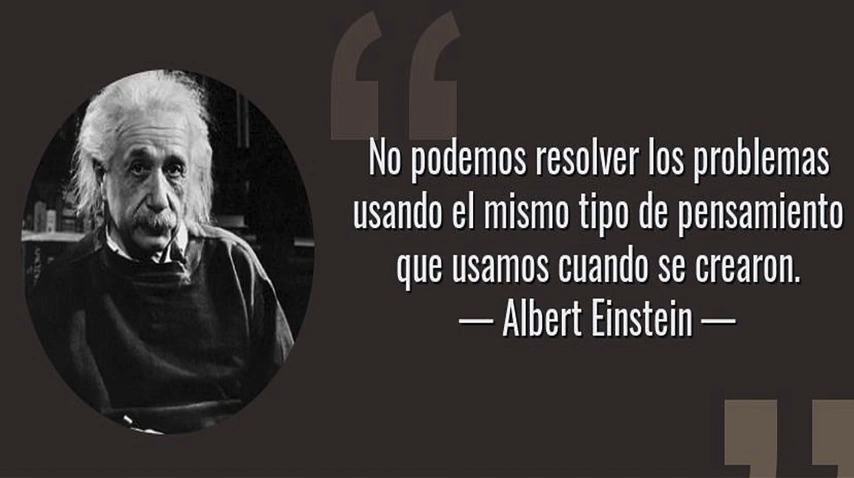 No podemos resolver los problemas
usando el mismo tipo de pensamiento
que usamos cuando se crearon.
— Albert Einstein —